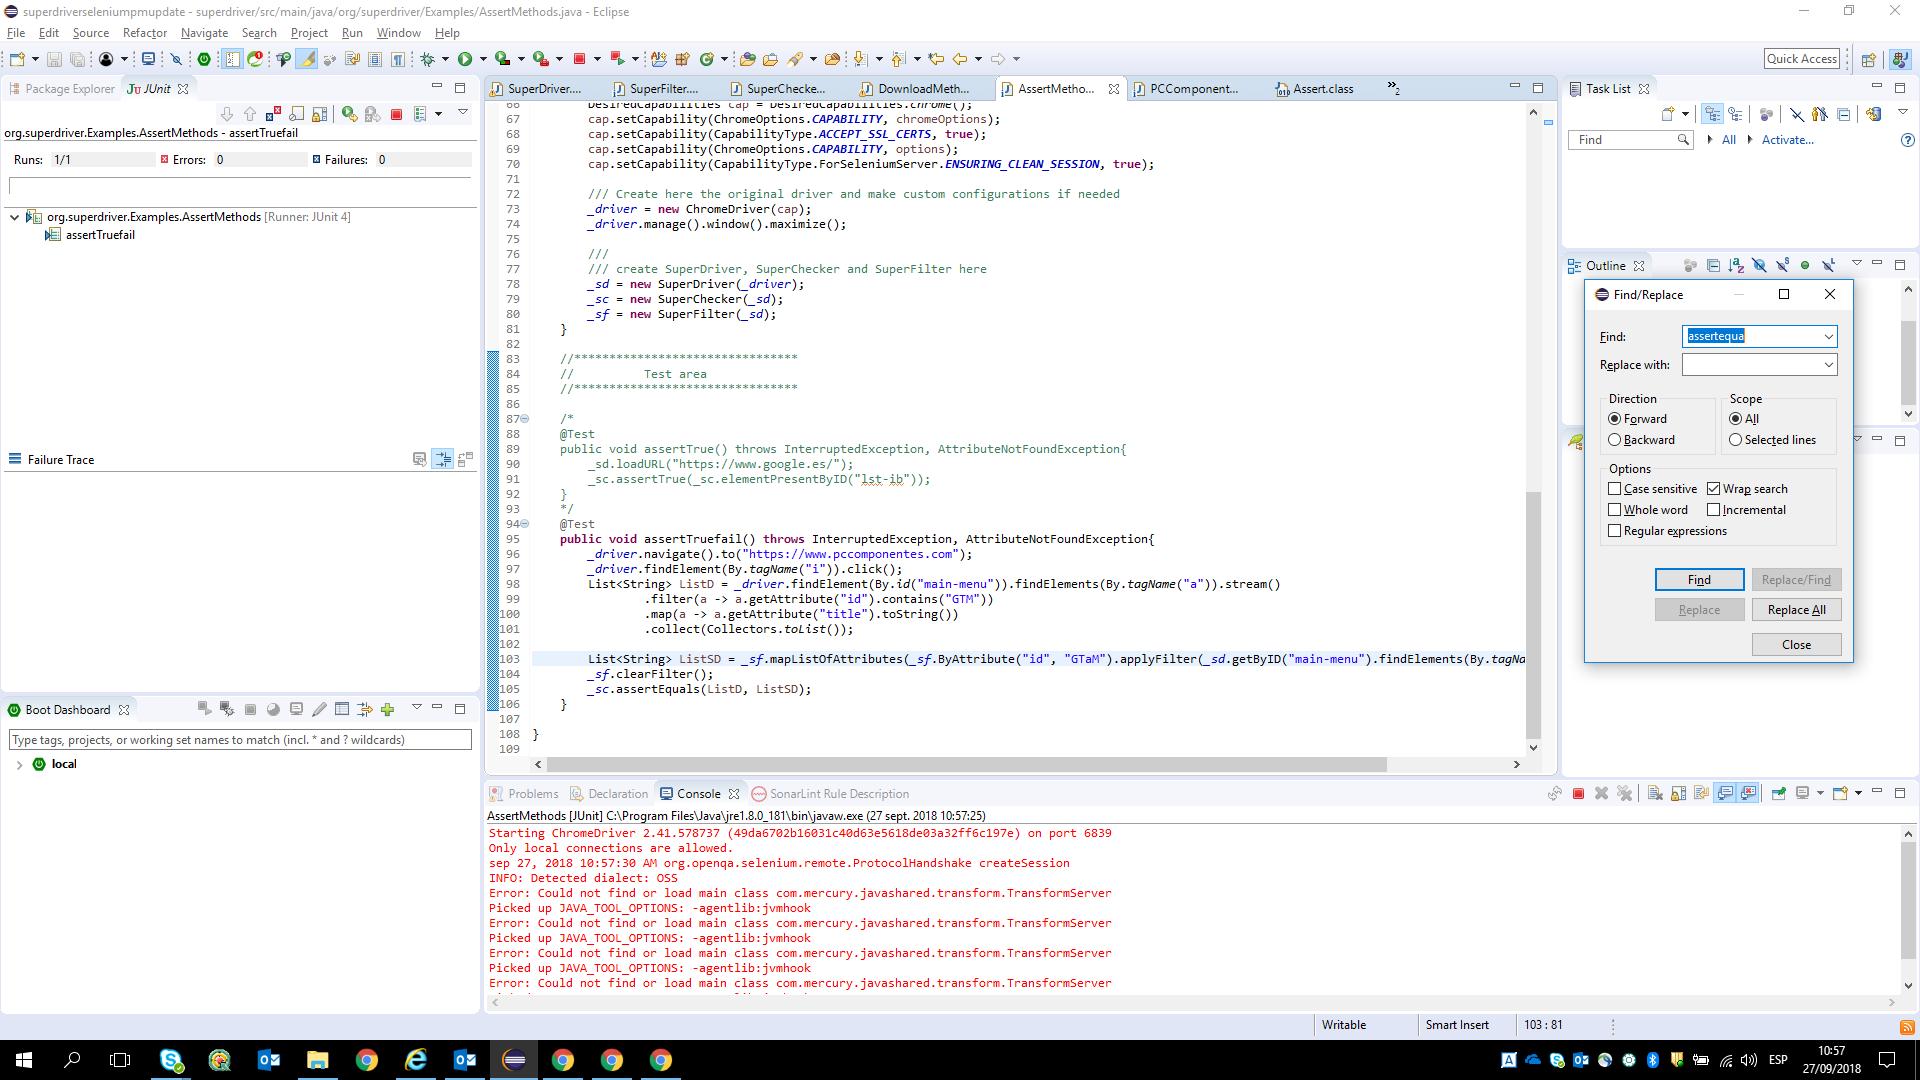 superdriverseleniumpmupdate - superdriver/src/main/java/org/superdriver/Examples/AssertMethods.java - Eclipse
File Edit Source Refactor Navigate Search Project Run Window Help
Quick Access
Package Explorer JUnit
org.superdriver.Examples.AssertMethods - assertTruefail
Runs: 1/1 Errors: 0 Failures: 0
org.superdriver.Examples.AssertMethods [Runner: JUnit 4]
assertTruefail
Failure Trace
Boot Dashboard
Type tags, projects, or working set names to match (incl. * and ? wildcards)
local
SuperDriver.... SuperFilter.... SuperChecke... DownloadMeth... AssertMetho... PCComponent... Assert.class »2
66 DesiredCapabilities cap = DesiredCapabilities.chrome();
67 cap.setCapability(ChromeOptions.CAPABILITY, chromeOptions);
68 cap.setCapability(CapabilityType.ACCEPT_SSL_CERTS, true);
69 cap.setCapability(ChromeOptions.CAPABILITY, options);
70 cap.setCapability(CapabilityType.ForSeleniumServer.ENSURING_CLEAN_SESSION, true);
71
72 /// Create here the original driver and make custom configurations if needed
73 _driver = new ChromeDriver(cap);
74 _driver.manage().window().maximize();
75
76 ///
77 /// create SuperDriver, SuperChecker and SuperFilter here
78 _sd = new SuperDriver(_driver);
79 _sc = new SuperChecker(_sd);
80 _sf = new SuperFilter(_sd);
81 }
82
83 //********************************
84 // Test area
85 //********************************
86
87 /*
88 @Test
89 public void assertTrue() throws InterruptedException, AttributeNotFoundException{
90 _sd.loadURL("https://www.google.es/");
91 _sc.assertTrue(_sc.elementPresentByID("lst-ib"));
92 }
93 */
94 @Test
95 public void assertTruefail() throws InterruptedException, AttributeNotFoundException{
96 _driver.navigate().to("https://www.pccomponentes.com");
97 _driver.findElement(By.tagName("i")).click();
98 List<String> ListD = _driver.findElement(By.id("main-menu")).findElements(By.tagName("a")).stream()
99 .filter(a -> a.getAttribute("id").contains("GTM"))
100 .map(a -> a.getAttribute("title").toString())
101 .collect(Collectors.toList());
102
103 List<String> ListSD = _sf.mapListOfAttributes(_sf.ByAttribute("id", "GTaM").applyFilter(_sd.getByID("main-menu").findElements(By.tagNa
104 _sf.clearFilter();
105 _sc.assertEquals(ListD, ListSD);
106 }
107
108 }
109
Task List
Find All Activate...
Outline
Find/Replace
Find: assertequa
Replace with:
Direction Scope
Forward All
Backward Selected lines
Options
Case sensitive Wrap search
Whole word Incremental
Regular expressions
Find Replace/Find
Replace Replace All
Close
Problems Declaration Console SonarLint Rule Description
AssertMethods [JUnit] C:\Program Files\Java\jre1.8.0_181\bin\javaw.exe (27 sept. 2018 10:57:25)
Starting ChromeDriver 2.41.578737 (49da6702b16031c40d63e5618de03a32ff6c197e) on port 6839
Only local connections are allowed.
sep 27, 2018 10:57:30 AM org.openqa.selenium.remote.ProtocolHandshake createSession
INFO: Detected dialect: OSS
Error: Could not find or load main class com.mercury.javashared.transform.TransformServer
Picked up JAVA_TOOL_OPTIONS: -agentlib:jvmhook
Error: Could not find or load main class com.mercury.javashared.transform.TransformServer
Picked up JAVA_TOOL_OPTIONS: -agentlib:jvmhook
Error: Could not find or load main class com.mercury.javashared.transform.TransformServer
Picked up JAVA_TOOL_OPTIONS: -agentlib:jvmhook
Error: Could not find or load main class com.mercury.javashared.transform.TransformServer
Writable Smart Insert 103 : 81
ESP
10:57
27/09/2018